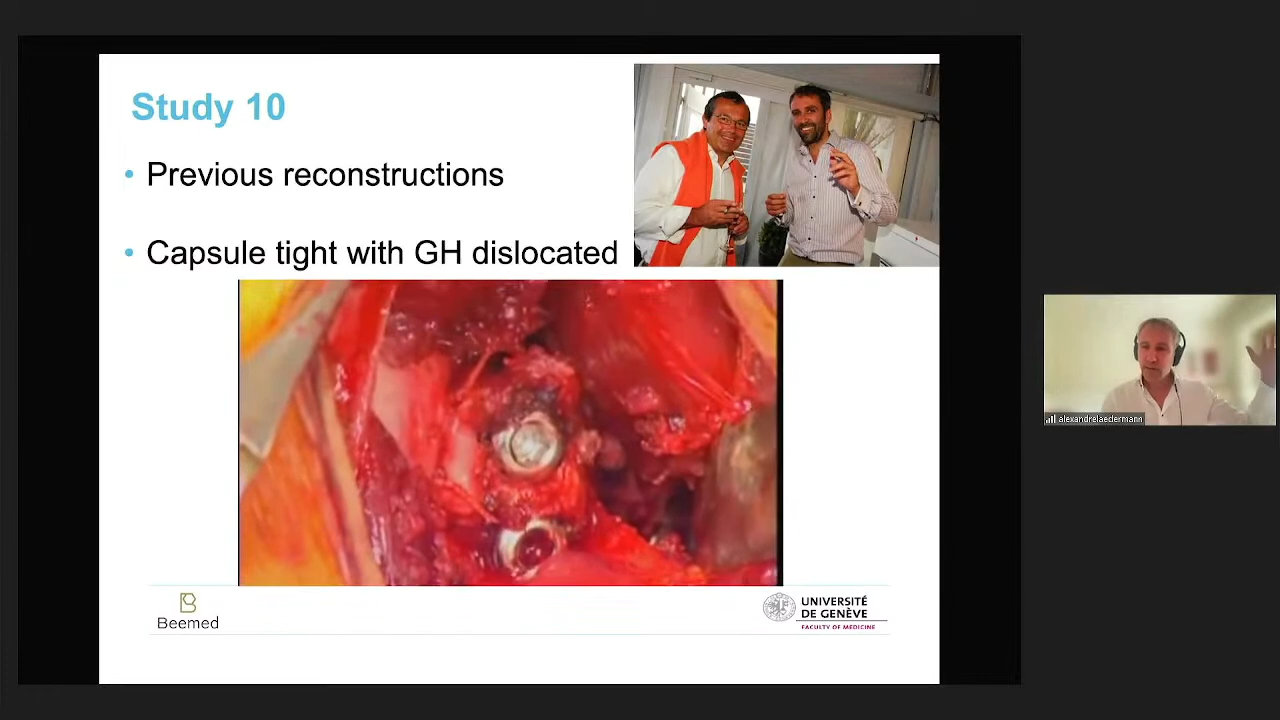 Study 10
• Previous reconstructions
• Capsule tight with GH dislocated
Beemed
UNIVERSITÉ
DE GENÈVE
FACULTY OF MEDICINE
alexandrelaedermann